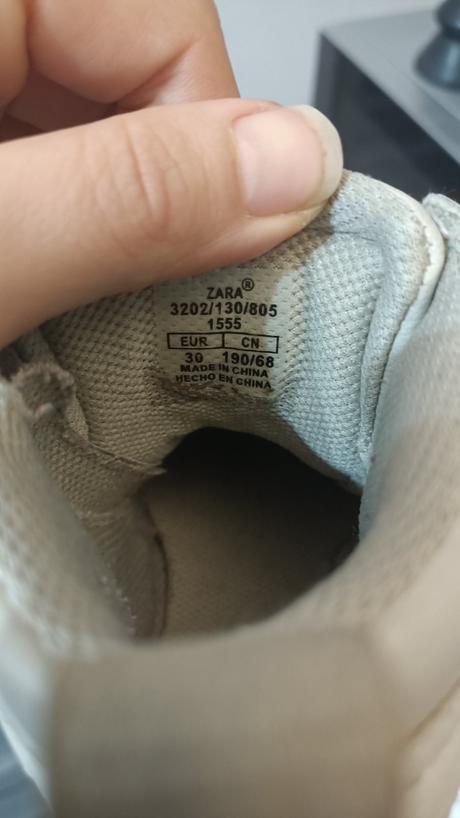 ZARA®
3202/130/805
1555
EUR CN
30 190/68
MADE IN CHINA
HECHO EN CHINA